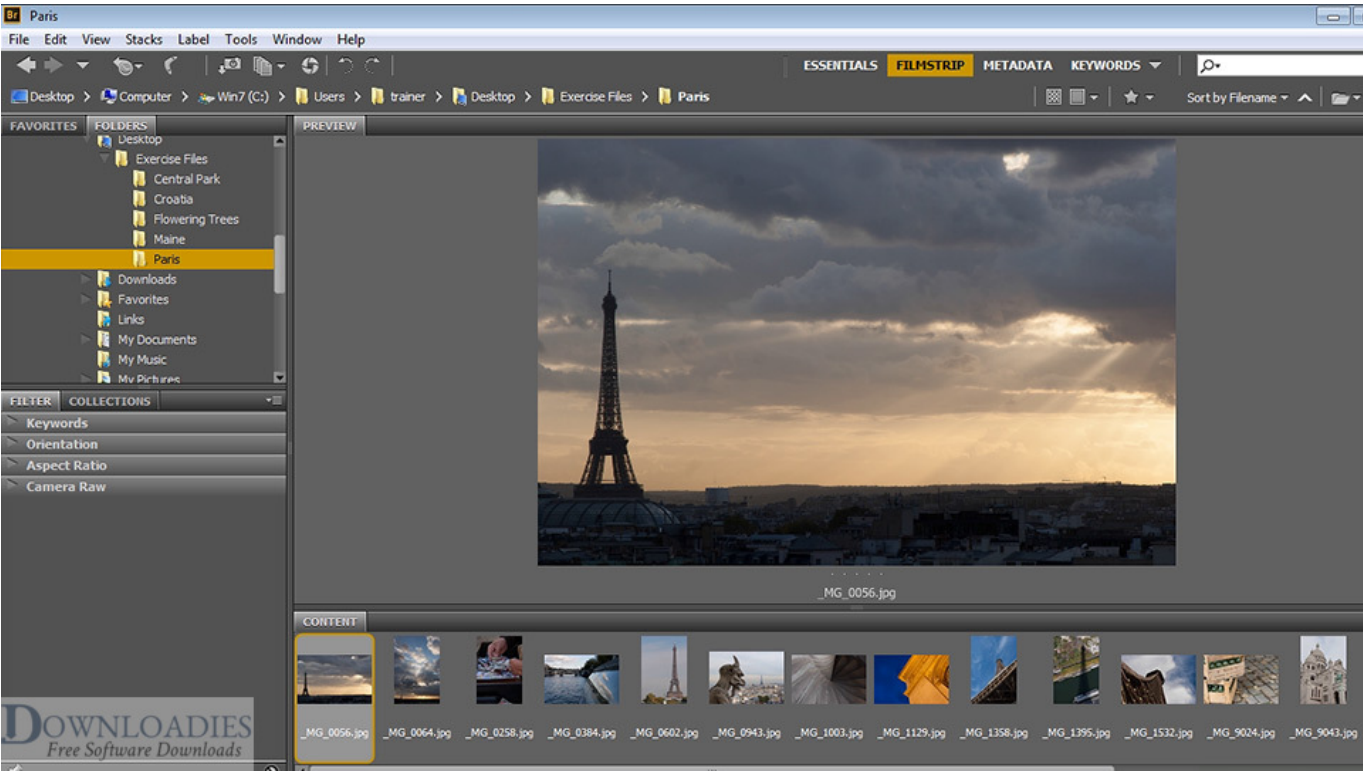 Br Paris
File Edit View Stacks Label Tools Window Help
ESSENTIALS FILMSTRIP METADATA KEYWORDS
Desktop > Computer > Win7 (C:) > Users > trainer > Desktop > Exercise Files > Paris
Sort by Filename
FAVORITES FOLDERS
Desktop
Exercise Files
Central Park
Croatia
Flowering Trees
Maine
Paris
Downloads
Favorites
Links
My Documents
My Music
My Pictures
FILTER COLLECTIONS
Keywords
Orientation
Aspect Ratio
Camera Raw
PREVIEW
_MG_0056.jpg
CONTENT
_MG_0056.jpg _MG_0064.jpg _MG_0258.jpg _MG_0384.jpg _MG_0602.jpg _MG_0943.jpg _MG_1003.jpg _MG_1129.jpg _MG_1358.jpg _MG_1395.jpg _MG_1532.jpg _MG_9024.jpg _MG_9043.jpg
DOWNLOADIES
Free Software Downloads